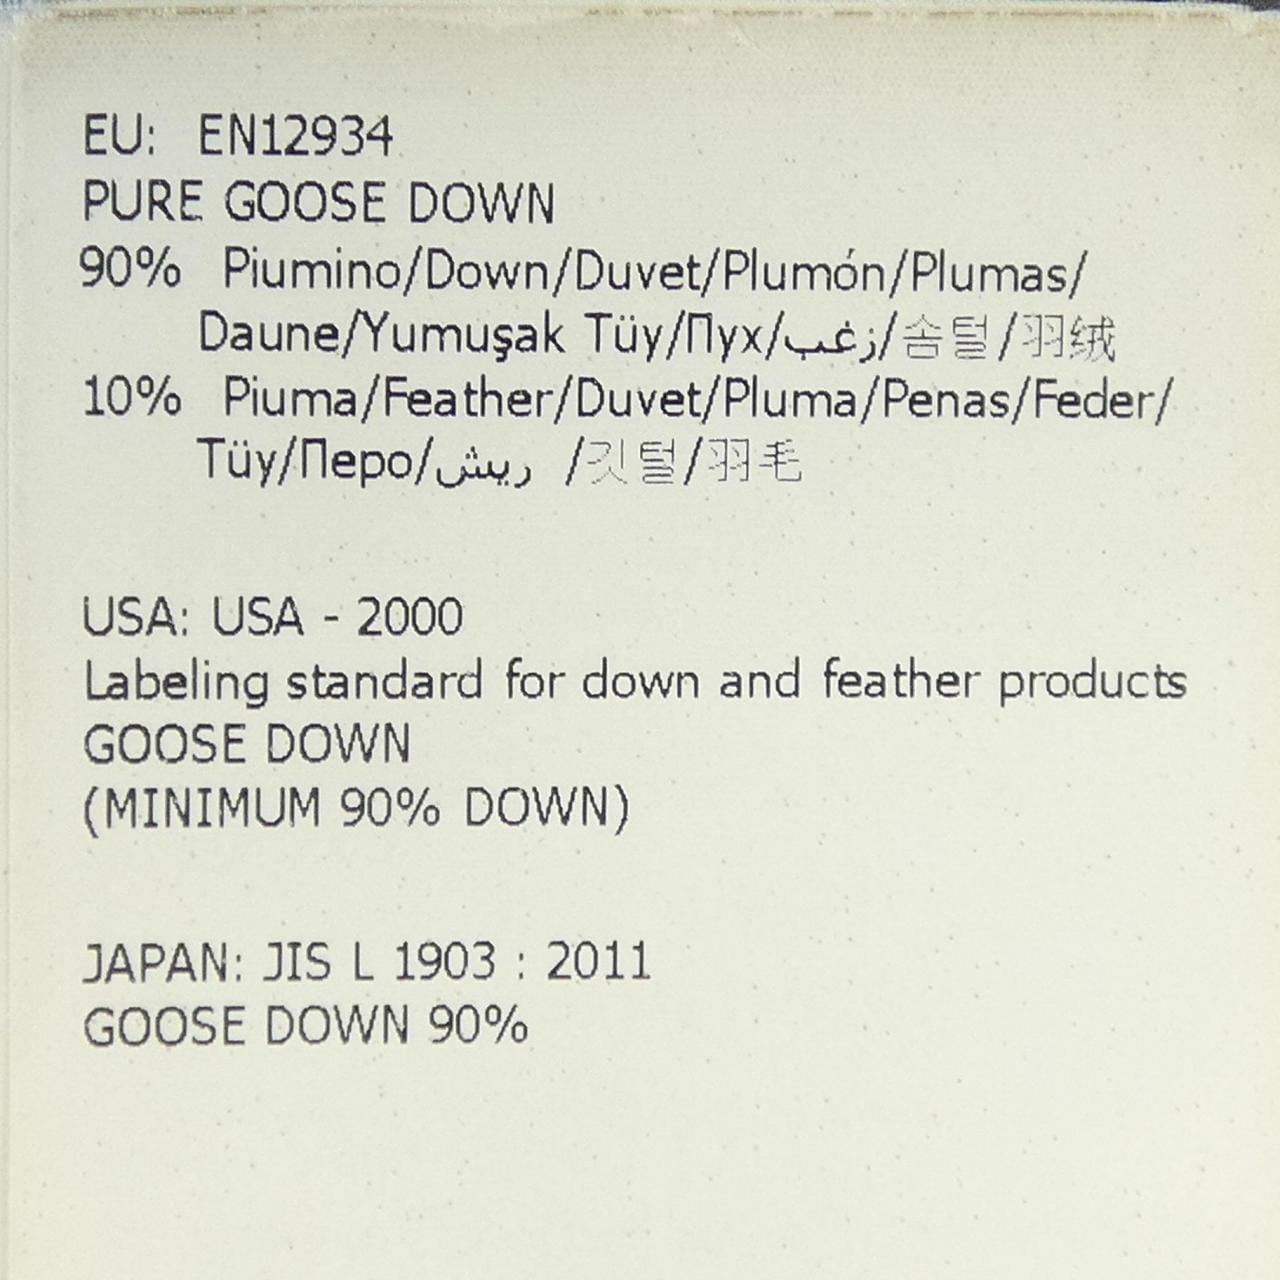 EU: EN12934
PURE GOOSE DOWN
90% Piumino/Down/Duvet/Plumón/Plumas/
Daune/Yumuşak Tüy/Пух/زغب/솜털/羽绒
10% Piuma/Feather/Duvet/Pluma/Penas/Feder/
Tüy/Перо/ريش /깃털/羽毛
USA: USA - 2000
Labeling standard for down and feather products
GOOSE DOWN
(MINIMUM 90% DOWN)
JAPAN: JIS L 1903 : 2011
GOOSE DOWN 90%